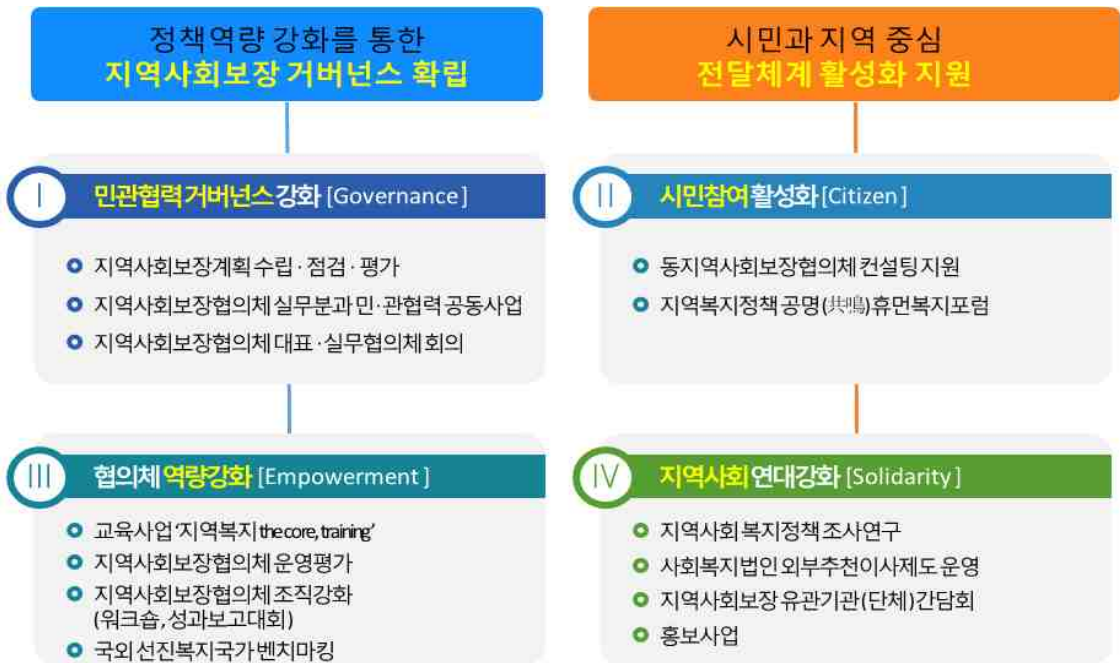 정책역량 강화를 통한
지역사회보장 거버넌스 확립
시민과 지역 중심
전달체계 활성화 지원
I
민관협력 거버넌스 강화 [Governance]
지역사회보장계획 수립 · 점검 · 평가
지역사회보장협의체 실무분과 민·관협력 공동사업
지역사회보장협의체 대표 · 실무협의체 회의
II
시민참여 활성화 [Citizen]
동지역사회보장협의체 컨설팅 지원
지역복지정책 공명(共鳴)휴먼복지포럼
III
협의체 역량강화 [Empowerment]
교육사업 ‘지역복지 the core, training’
지역사회보장협의체 운영평가
지역사회보장협의체 조직강화
(워크숍, 성과보고대회)
국외 선진복지국가 벤치마킹
IV
지역사회 연대강화 [Solidarity]
지역사회 복지정책 조사연구
사회복지법인 외부추천이사제도 운영
지역사회보장 유관기관(단체) 간담회
홍보사업